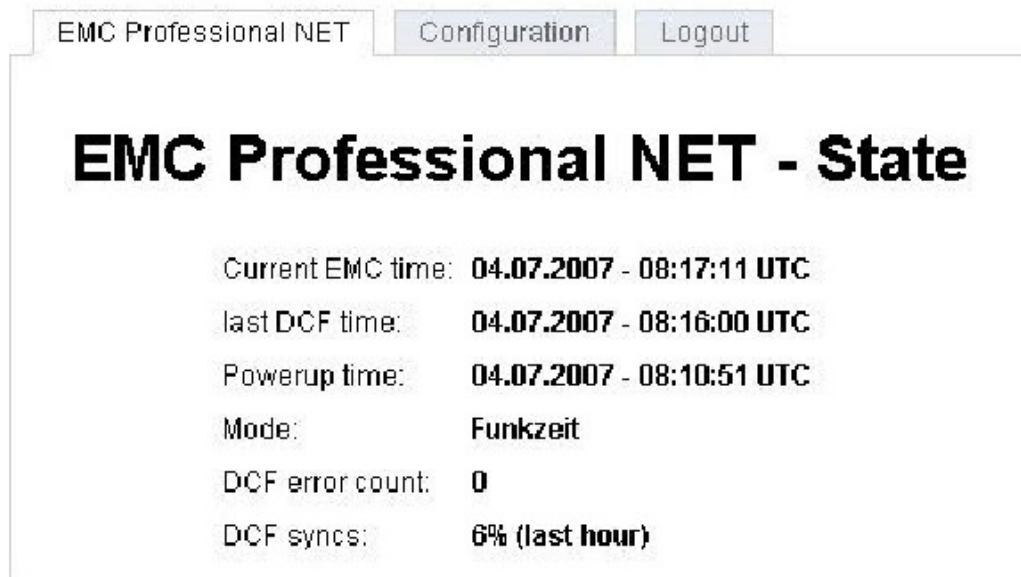 EMC Professional NET Configuration Logout
EMC Professional NET - State
Current EMC time: 04.07.2007 - 08:17:11 UTC
last DCF time: 04.07.2007 - 08:16:00 UTC
Powerup time: 04.07.2007 - 08:10:51 UTC
Mode: Funkzeit
DCF error count: 0
DCF syncs: 6% (last hour)